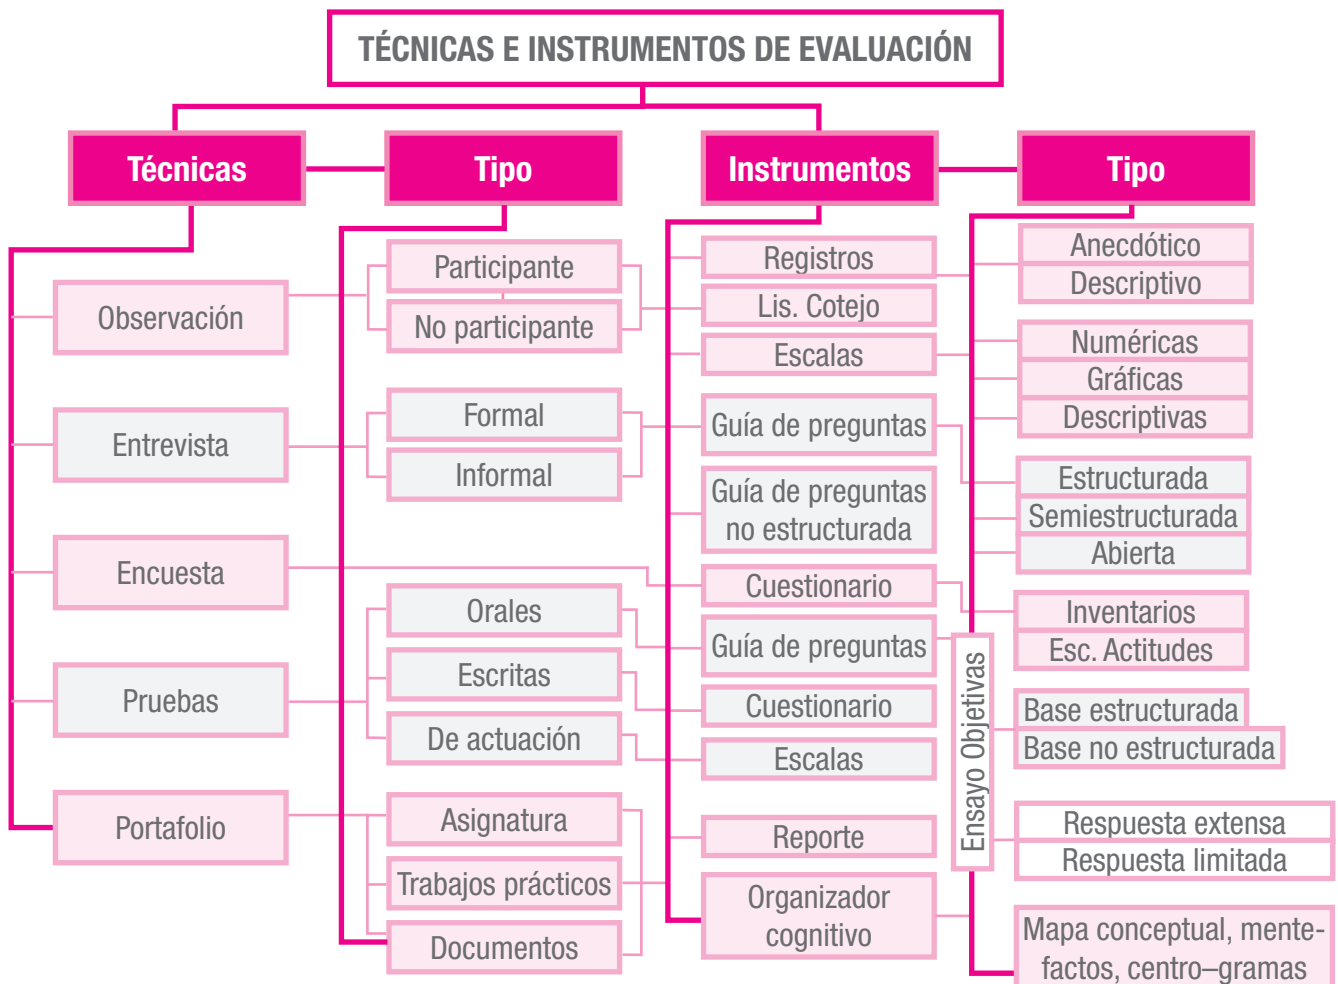 TÉCNICAS E INSTRUMENTOS DE EVALUACIÓN
Técnicas
Tipo
Instrumentos
Tipo
Observación
Entrevista
Encuesta
Pruebas
Portafolio
Participante
No participante
Formal
Informal
Orales
Escritas
De actuación
Asignatura
Trabajos prácticos
Documentos
Registros
Lis. Cotejo
Escalas
Guía de preguntas
Guía de preguntas
no estructurada
Cuestionario
Guía de preguntas
Cuestionario
Escalas
Reporte
Organizador
cognitivo
Ensayo Objetivas
Anecdótico
Descriptivo
Numéricas
Gráficas
Descriptivas
Estructurada
Semiestructurada
Abierta
Inventarios
Esc. Actitudes
Base estructurada
Base no estructurada
Respuesta extensa
Respuesta limitada
Mapa conceptual, mente-
factos, centro–gramas